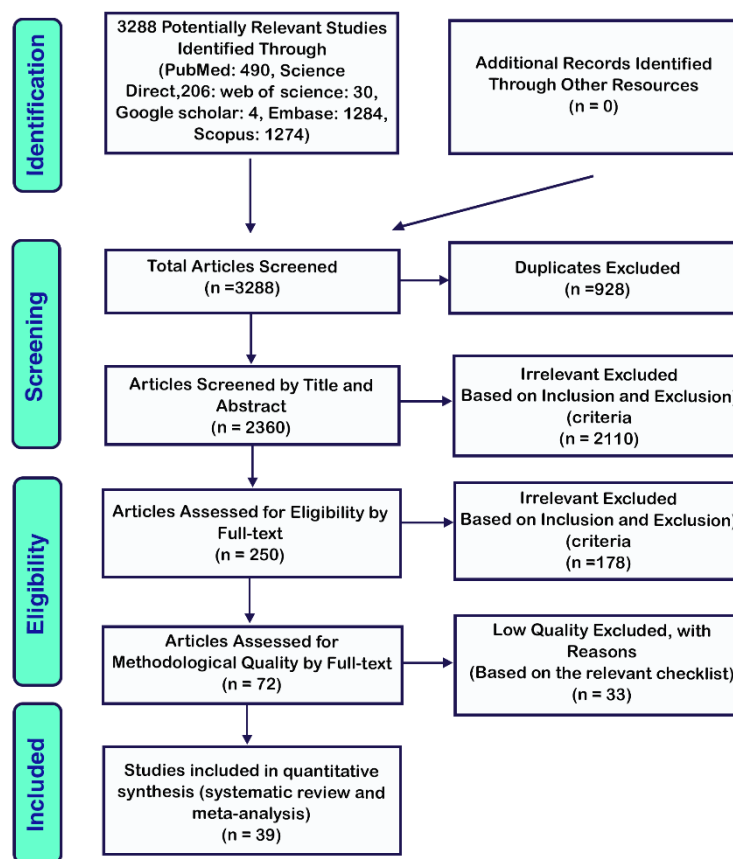 Identification
3288 Potentially Relevant Studies
Identified Through
(PubMed: 490, Science
Direct,206: web of science: 30,
Google scholar: 4, Embase: 1284,
Scopus: 1274)
Additional Records Identified
Through Other Resources
(n = 0)
Screening
Total Articles Screened
(n =3288)
Duplicates Excluded
(n =928)
Articles Screened by Title and
Abstract
(n = 2360)
Irrelevant Excluded
Based on Inclusion and Exclusion)
(criteria
n = 2110)
Eligibility
Articles Assessed for Eligibility by
Full-text
(n = 250)
Irrelevant Excluded
Based on Inclusion and Exclusion)
(criteria
n =178)
Articles Assessed for
Methodological Quality by Full-text
(n = 72)
Low Quality Excluded, with
Reasons
(Based on the relevant checklist)
(n = 33)
Included
Studies included in quantitative
synthesis (systematic review and
meta-analysis)
(n = 39)